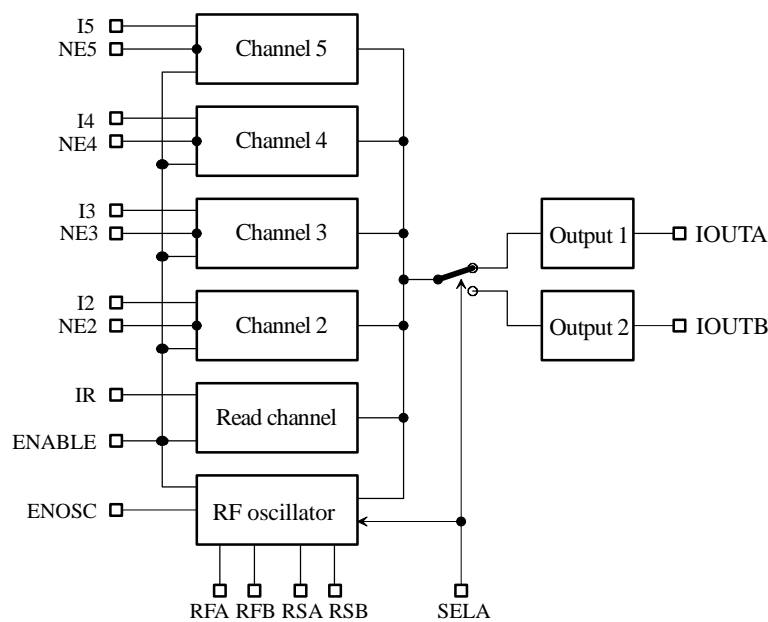 I5
NE5
Channel 5
I4
NE4
Channel 4
I3
NE3
Channel 3
Output 1
IOUTA
I2
NE2
Channel 2
Output 2
IOUTB
IR
Read channel
ENABLE
ENOSC
RF oscillator
RFA RFB RSA RSB
SELA